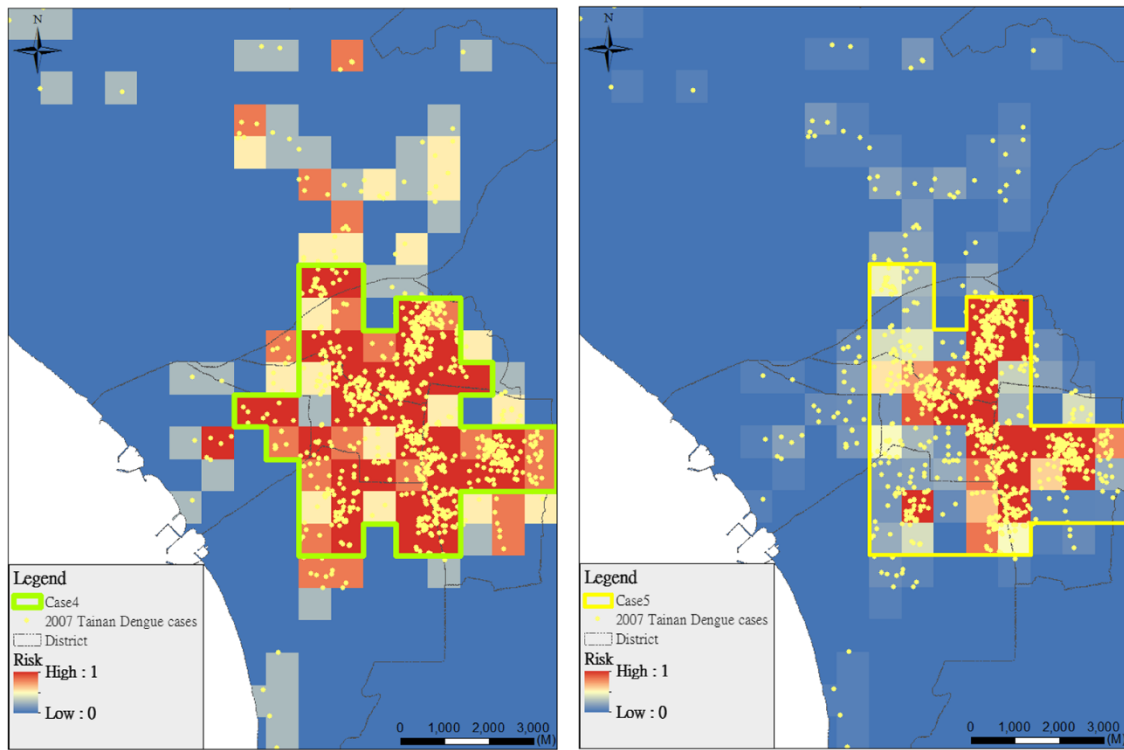 N
Legend
Case4
2007 Tainan Dengue cases
District
Risk
High : 1
Low : 0
0 1,000 2,000 3,000
(M)
N
Legend
Case5
2007 Tainan Dengue cases
District
Risk
High : 1
Low : 0
0 1,000 2,000 3,000
(M)